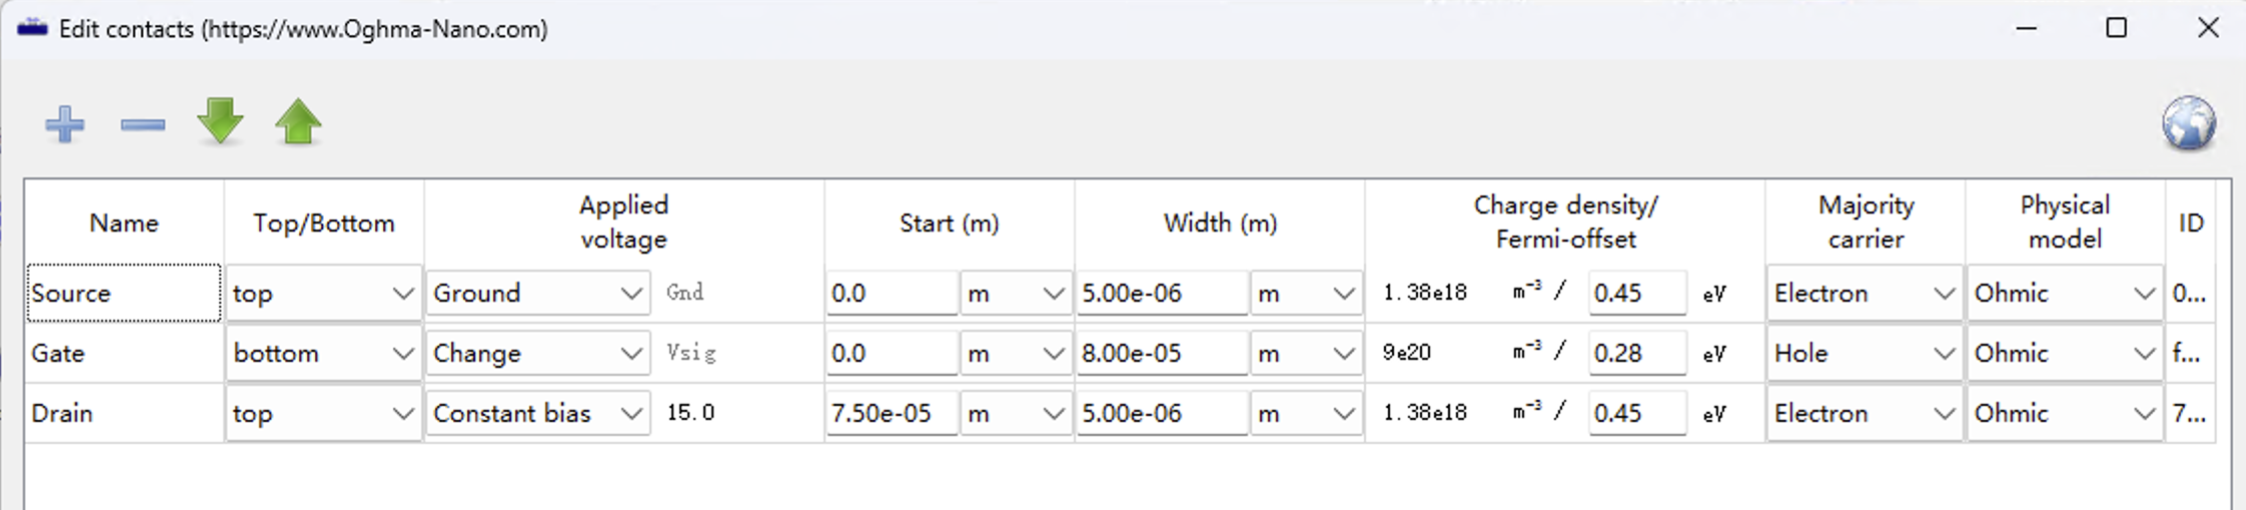 Edit contacts (https://www.Oghma-Nano.com)
Name Top/Bottom Applied voltage Start (m) Width (m) Charge density/ Fermi-offset Majority carrier Physical model ID
Source top Ground Gnd 0.0 m 5.00e-06 m 1.38e18 m⁻³ / 0.45 eV Electron Ohmic 0...
Gate bottom Change Vsig 0.0 m 8.00e-05 m 9e20 m⁻³ / 0.28 eV Hole Ohmic f...
Drain top Constant bias 15.0 7.50e-05 m 5.00e-06 m 1.38e18 m⁻³ / 0.45 eV Electron Ohmic 7...